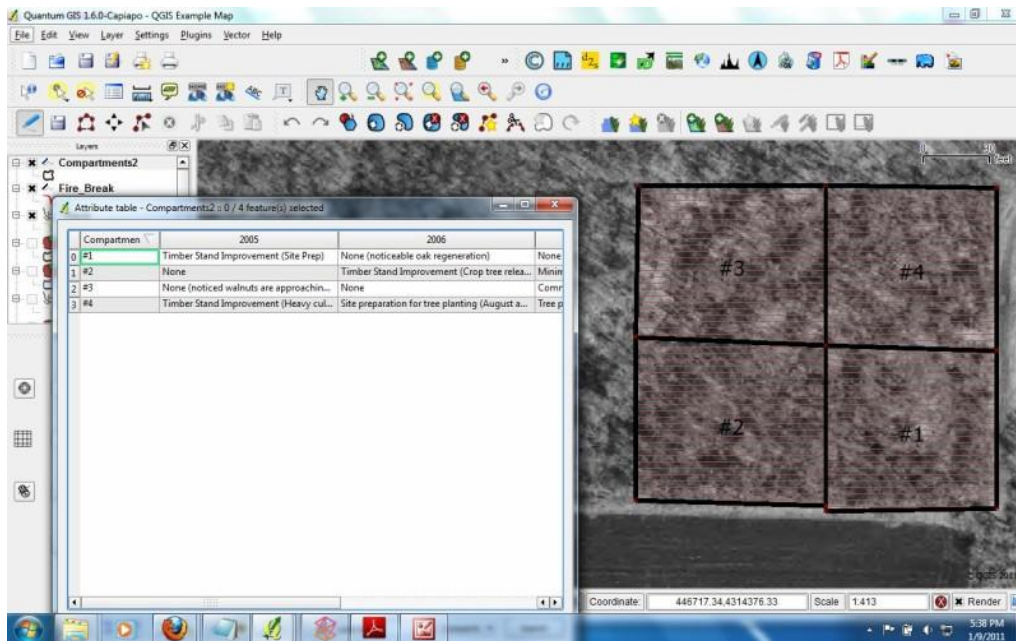 Quantum GIS 1.6.0-Capiapo - QGIS Example Map
File Edit View Layer Settings Plugins Vector Help
Layers
Compartments2
Fire_Break
Attribute table - Compartments2 :: 0 / 4 feature(s) selected
Compartmen 2005 2006
0 #1 Timber Stand Improvement (Site Prep) None (noticeable oak regeneration) None
1 #2 None Timber Stand Improvement (Crop tree relea... Minin
2 #3 None (noticed walnuts are approachin... None Comr
3 #4 Timber Stand Improvement (Heavy cul... Site preparation for tree planting (August a... Tree p
0 30
feet
#3 #4
#2 #1
Coordinate: 446717.34,4314376.33 Scale 1:413 Render
5:38 PM
1/9/2011